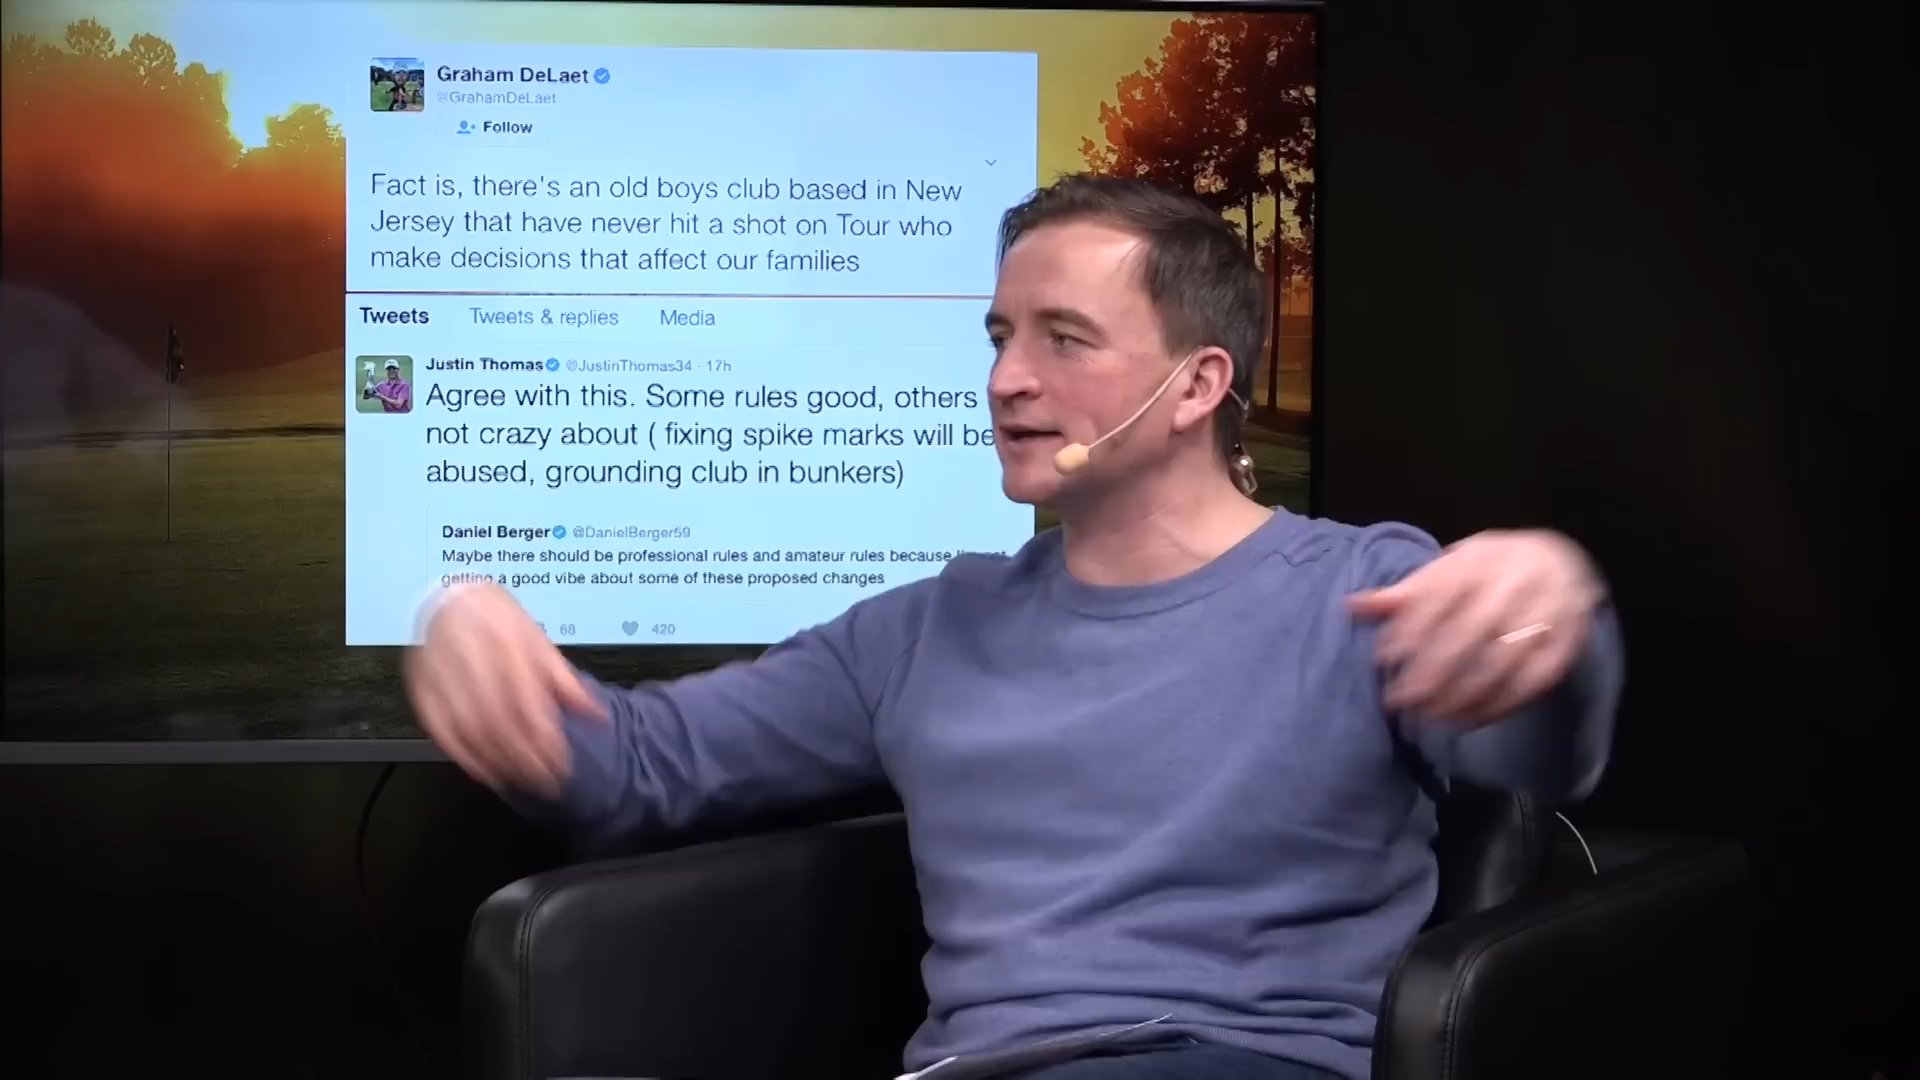 Graham DeLaet
@GrahamDeLaet
Follow
Fact is, there's an old boys club based in New
Jersey that have never hit a shot on Tour who
make decisions that affect our families
Tweets Tweets & replies Media
Justin Thomas @JustinThomas34 · 17h
Agree with this. Some rules good, others
not crazy about ( fixing spike marks will be
abused, grounding club in bunkers)
Daniel Berger @DanielBerger59
Maybe there should be professional rules and amateur rules because
getting a good vibe about some of these proposed changes
68 420